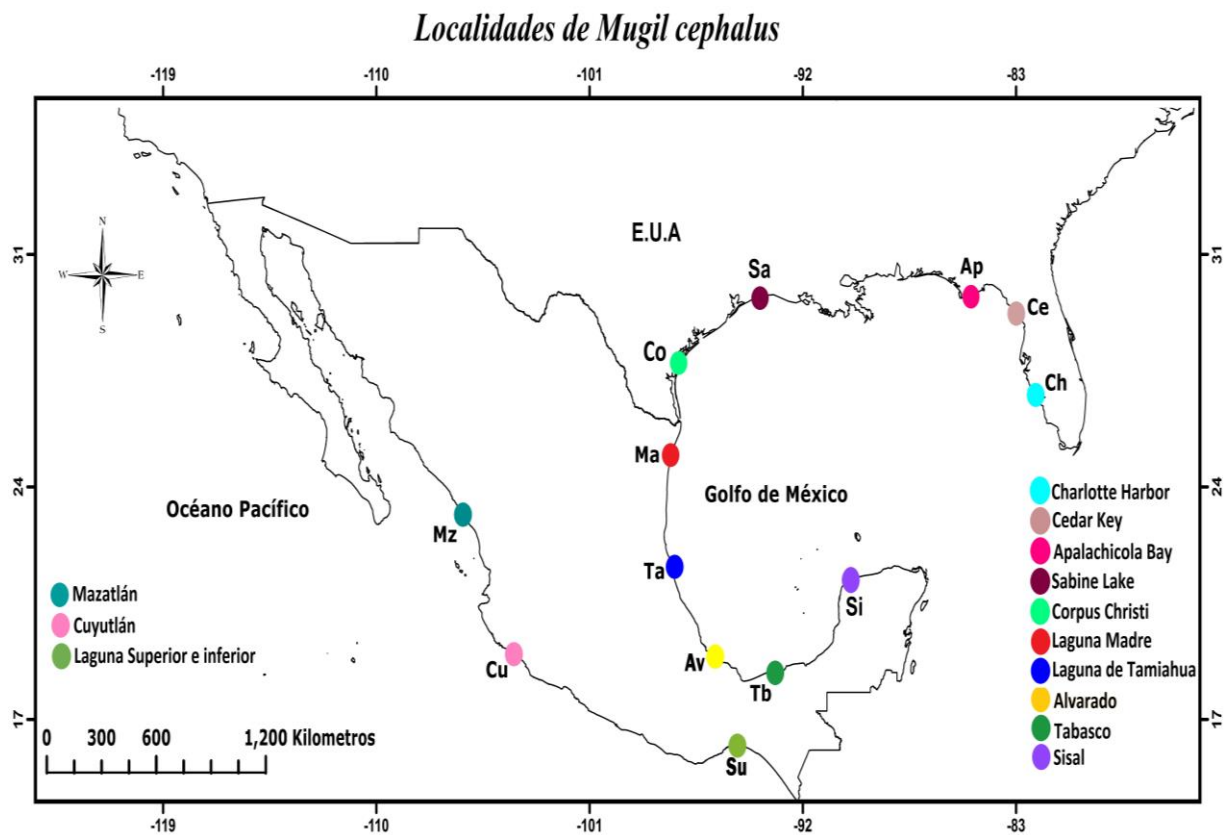 Localidades de Mugil cephalus
-119 -110 -101 -92 -83
N
W E
S
31 31
24 24
17 17
E.U.A
Sa
Ap
Ce
Co
Ch
Ma
Golfo de México
Océano Pacífico
Mz
Ta
Si
Av
Cu
Tb
Su
Mazatlán
Cuyutlán
Laguna Superior e inferior
Charlotte Harbor
Cedar Key
Apalachicola Bay
Sabine Lake
Corpus Christi
Laguna Madre
Laguna de Tamiahua
Alvarado
Tabasco
Sisal
0 300 600 1,200 Kilometros
-119 -110 -101 -92 -83